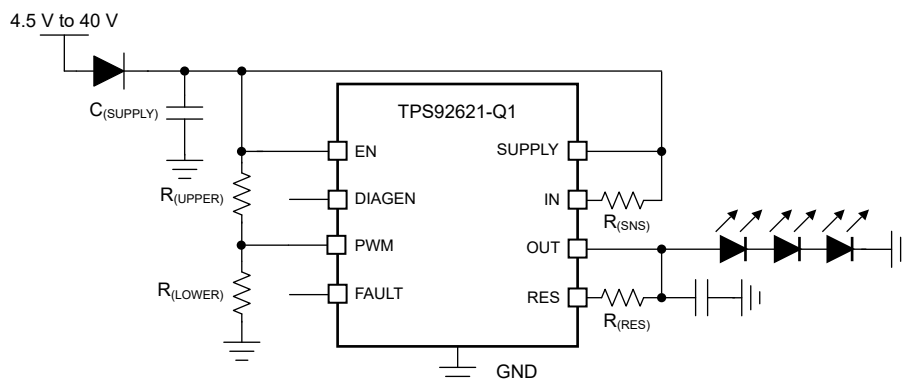 4.5 V to 40 V
C(SUPPLY)
TPS92621-Q1
EN
SUPPLY
R(UPPER)
DIAGEN
IN
R(SNS)
PWM
OUT
R(LOWER)
FAULT
RES
R(RES)
GND